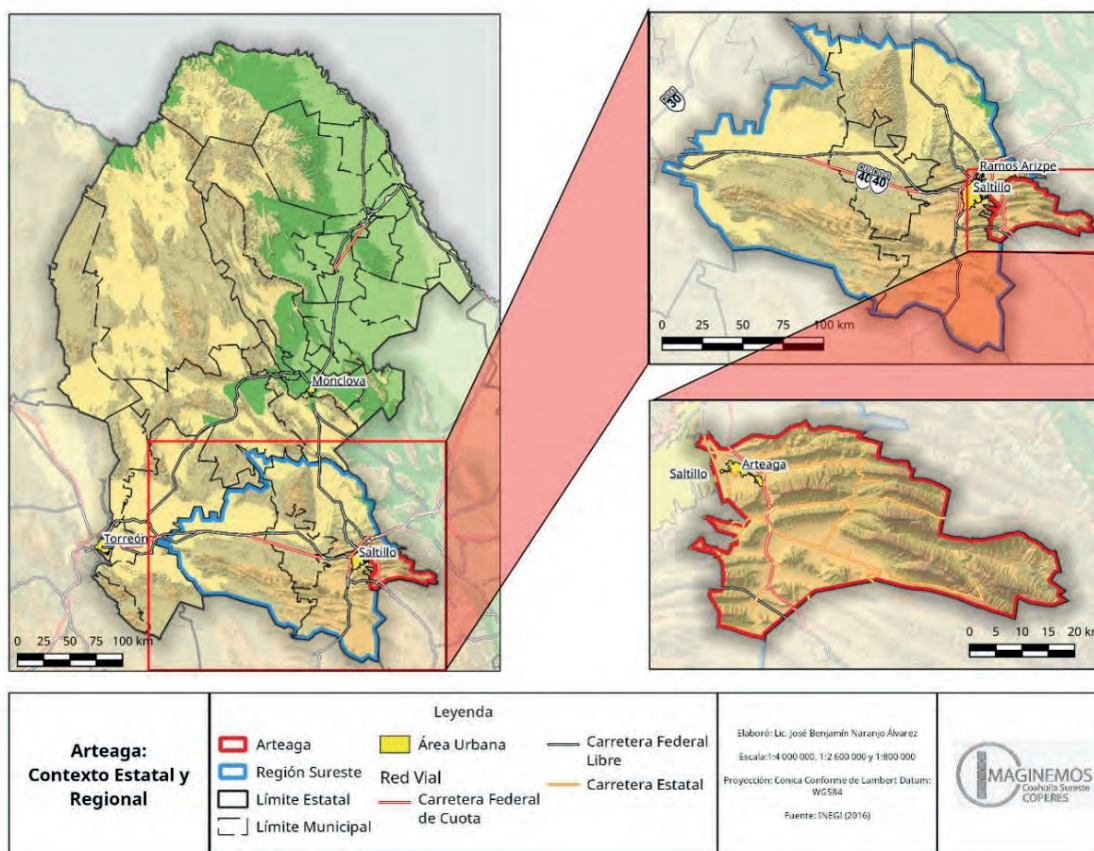 Monclova
Torreón
Saltillo
0 25 50 75 100 km
30
40 40
Ramos Arizpe
Saltillo
0 25 50 75 100 km
Saltillo
Arteaga
0 5 10 15 20 km
Arteaga:
Contexto Estatal y
Regional
Leyenda
Arteaga
Región Sureste
Límite Estatal
Límite Municipal
Área Urbana
Red Vial
Carretera Federal
de Cuota
Carretera Federal
Libre
Carretera Estatal
Elaboró: Lic. José Benjamín Naranjo Álvarez
Escala:1:4 000 000, 1:2 600 000 y 1:800 000
Proyección: Cónica Conforme de Lambert Datum:
WGS84
Fuente: INEGI (2016)
IMAGINEMOS
Coahuila Sureste
COPERES